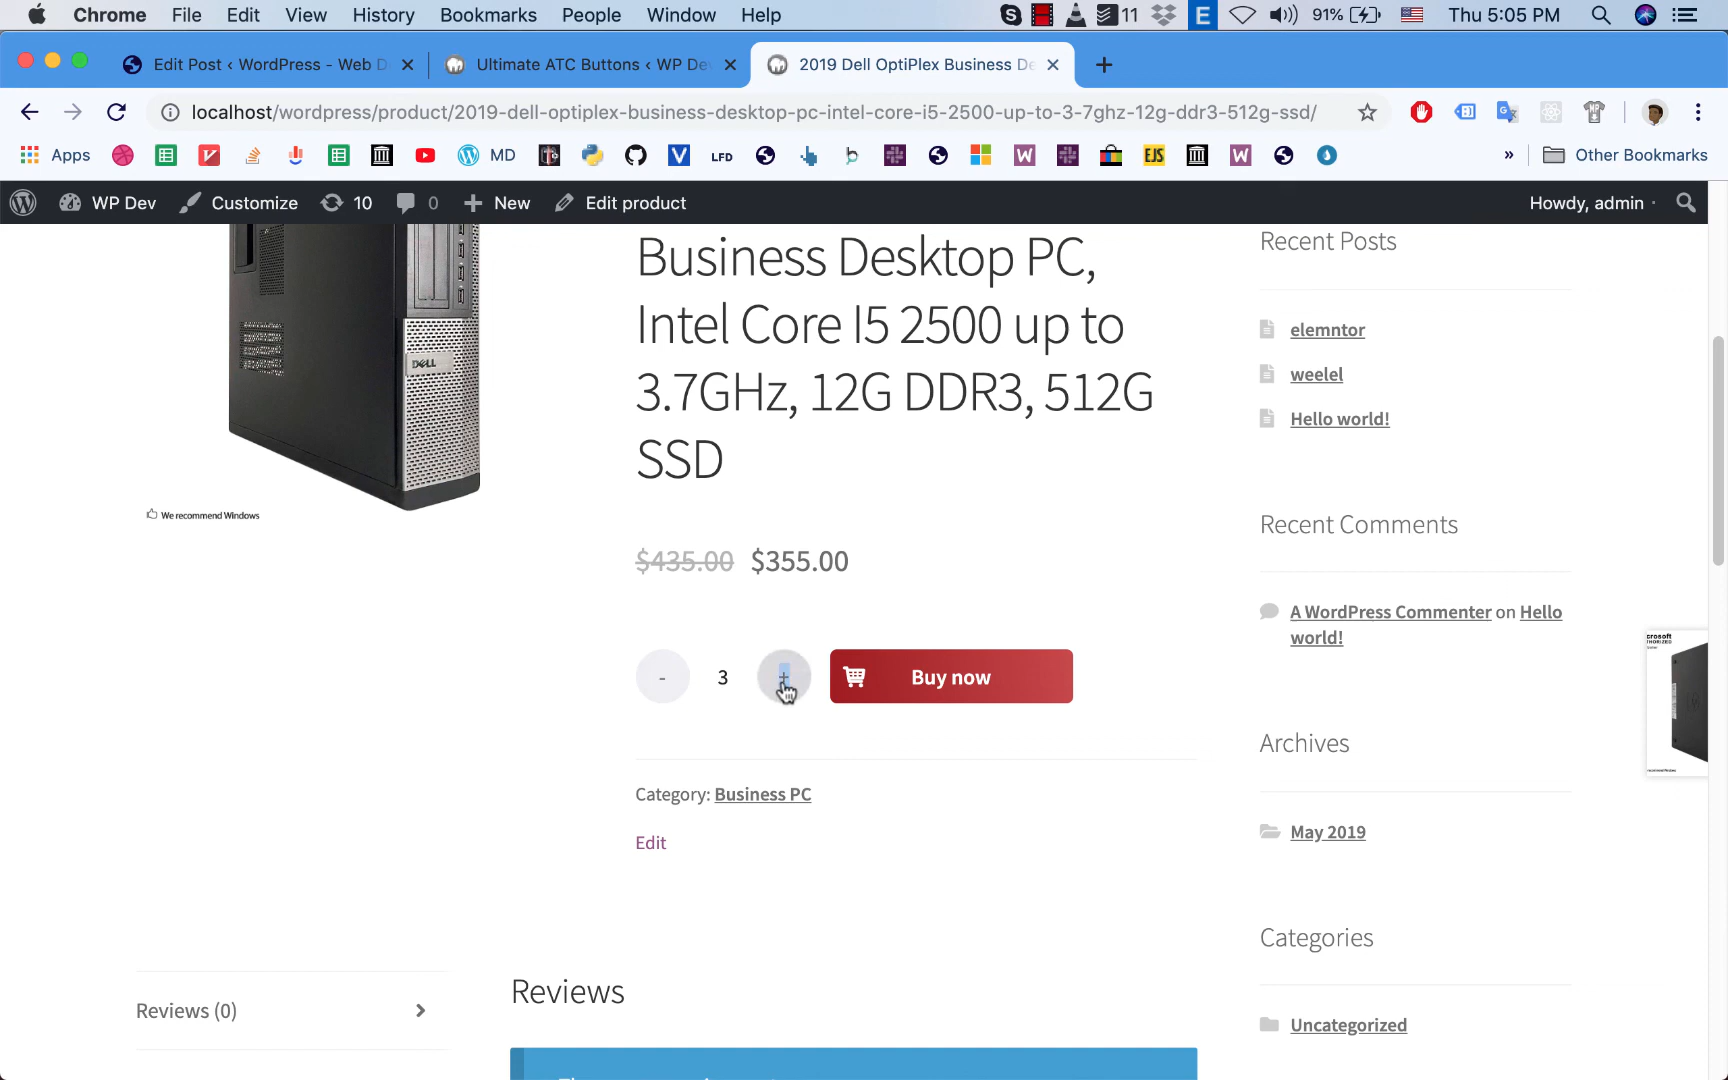 Chrome File Edit View History Bookmarks People Window Help 11 E 91% Thu 5:05 PM
Edit Post ‹ WordPress - Web D Ultimate ATC Buttons ‹ WP De 2019 Dell OptiPlex Business De
localhost/wordpress/product/2019-dell-optiplex-business-desktop-pc-intel-core-i5-2500-up-to-3-7ghz-12g-ddr3-512g-ssd/
Apps MD LFD EJS » Other Bookmarks
WP Dev Customize 10 0 New Edit product Howdy, admin
Business Desktop PC,
Intel Core I5 2500 up to
3.7GHz, 12G DDR3, 512G
SSD
DELL
We recommend Windows
$435.00 $355.00
- 3 + Buy now
Category: Business PC
Edit
Reviews (0)
Reviews
Recent Posts
elemntor
weelel
Hello world!
Recent Comments
A WordPress Commenter on Hello
world!
Archives
May 2019
Categories
Uncategorized